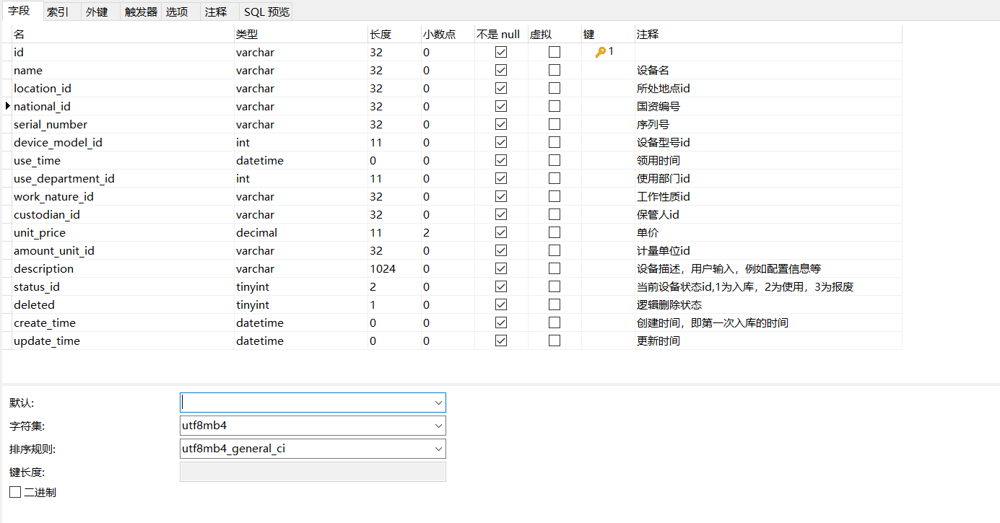 字段 索引 外键 触发器 选项 注释 SQL 预览
名 类型 长度 小数点 不是 null 虚拟 键 注释
id varchar 32 0 1
name varchar 32 0 设备名
location_id varchar 32 0 所处地点id
national_id varchar 32 0 国资编号
serial_number varchar 32 0 序列号
device_model_id int 11 0 设备型号id
use_time datetime 0 0 领用时间
use_department_id int 11 0 使用部门id
work_nature_id varchar 32 0 工作性质id
custodian_id varchar 32 0 保管人id
unit_price decimal 11 2 单价
amount_unit_id varchar 32 0 计量单位id
description varchar 1024 0 设备描述，用户输入，例如配置信息等
status_id tinyint 2 0 当前设备状态id,1为入库，2为使用，3为报废
deleted tinyint 1 0 逻辑删除状态
create_time datetime 0 0 创建时间，即第一次入库的时间
update_time datetime 0 0 更新时间
默认:
字符集: utf8mb4
排序规则: utf8mb4_general_ci
键长度:
二进制